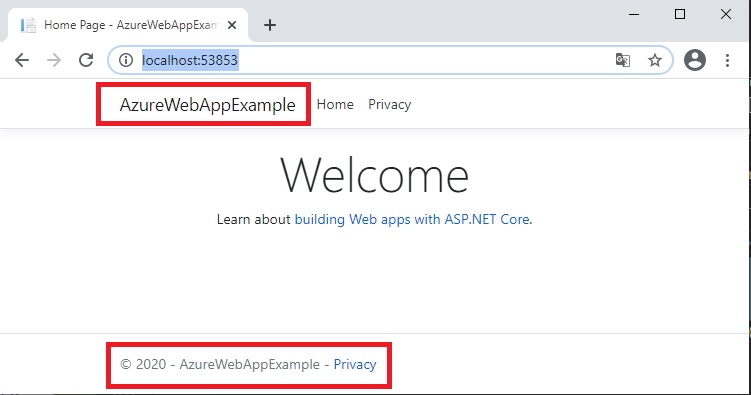 Home Page - AzureWebAppExam
localhost:53853
AzureWebAppExample Home Privacy
Welcome
Learn about building Web apps with ASP.NET Core.
© 2020 - AzureWebAppExample - Privacy